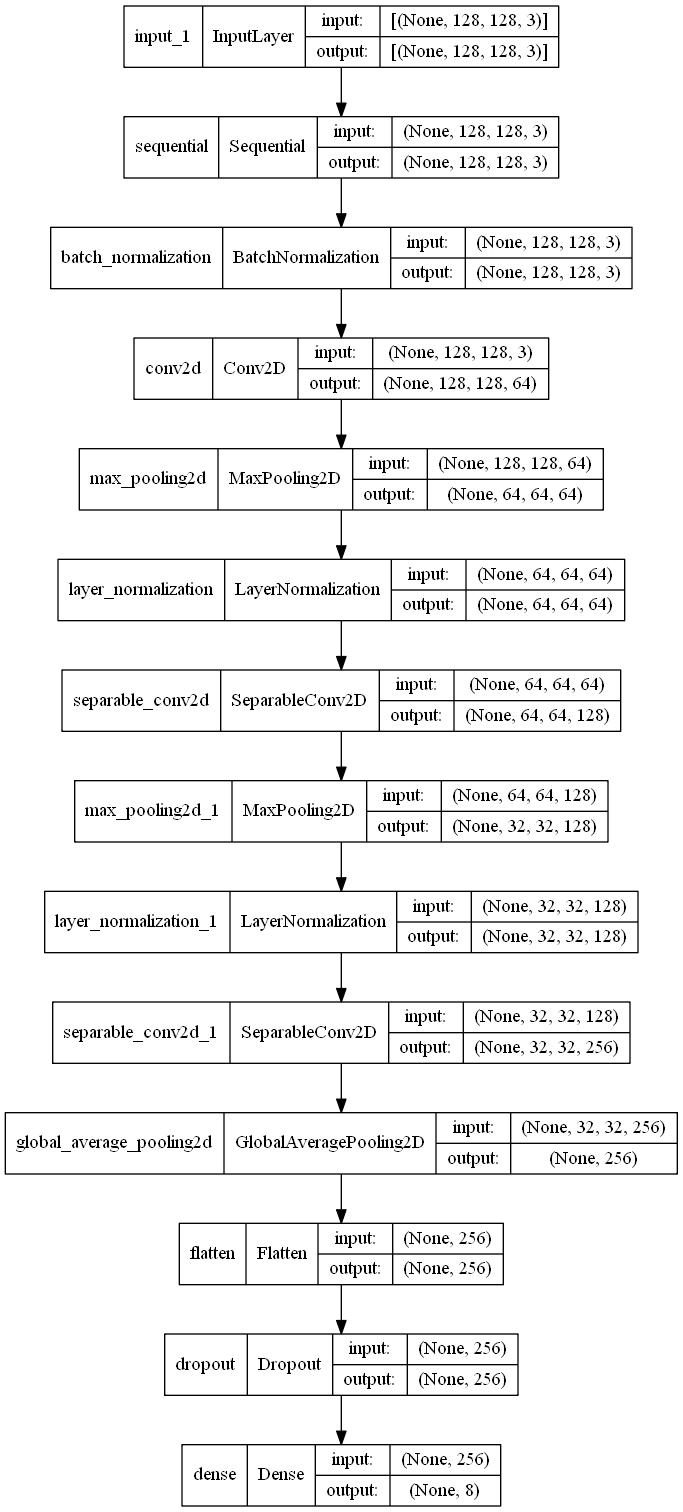 input_1 InputLayer input: [(None, 128, 128, 3)]
output: [(None, 128, 128, 3)]
sequential Sequential input: (None, 128, 128, 3)
output: (None, 128, 128, 3)
batch_normalization BatchNormalization input: (None, 128, 128, 3)
output: (None, 128, 128, 3)
conv2d Conv2D input: (None, 128, 128, 3)
output: (None, 128, 128, 64)
max_pooling2d MaxPooling2D input: (None, 128, 128, 64)
output: (None, 64, 64, 64)
layer_normalization LayerNormalization input: (None, 64, 64, 64)
output: (None, 64, 64, 64)
separable_conv2d SeparableConv2D input: (None, 64, 64, 64)
output: (None, 64, 64, 128)
max_pooling2d_1 MaxPooling2D input: (None, 64, 64, 128)
output: (None, 32, 32, 128)
layer_normalization_1 LayerNormalization input: (None, 32, 32, 128)
output: (None, 32, 32, 128)
separable_conv2d_1 SeparableConv2D input: (None, 32, 32, 128)
output: (None, 32, 32, 256)
global_average_pooling2d GlobalAveragePooling2D input: (None, 32, 32, 256)
output: (None, 256)
flatten Flatten input: (None, 256)
output: (None, 256)
dropout Dropout input: (None, 256)
output: (None, 256)
dense Dense input: (None, 256)
output: (None, 8)